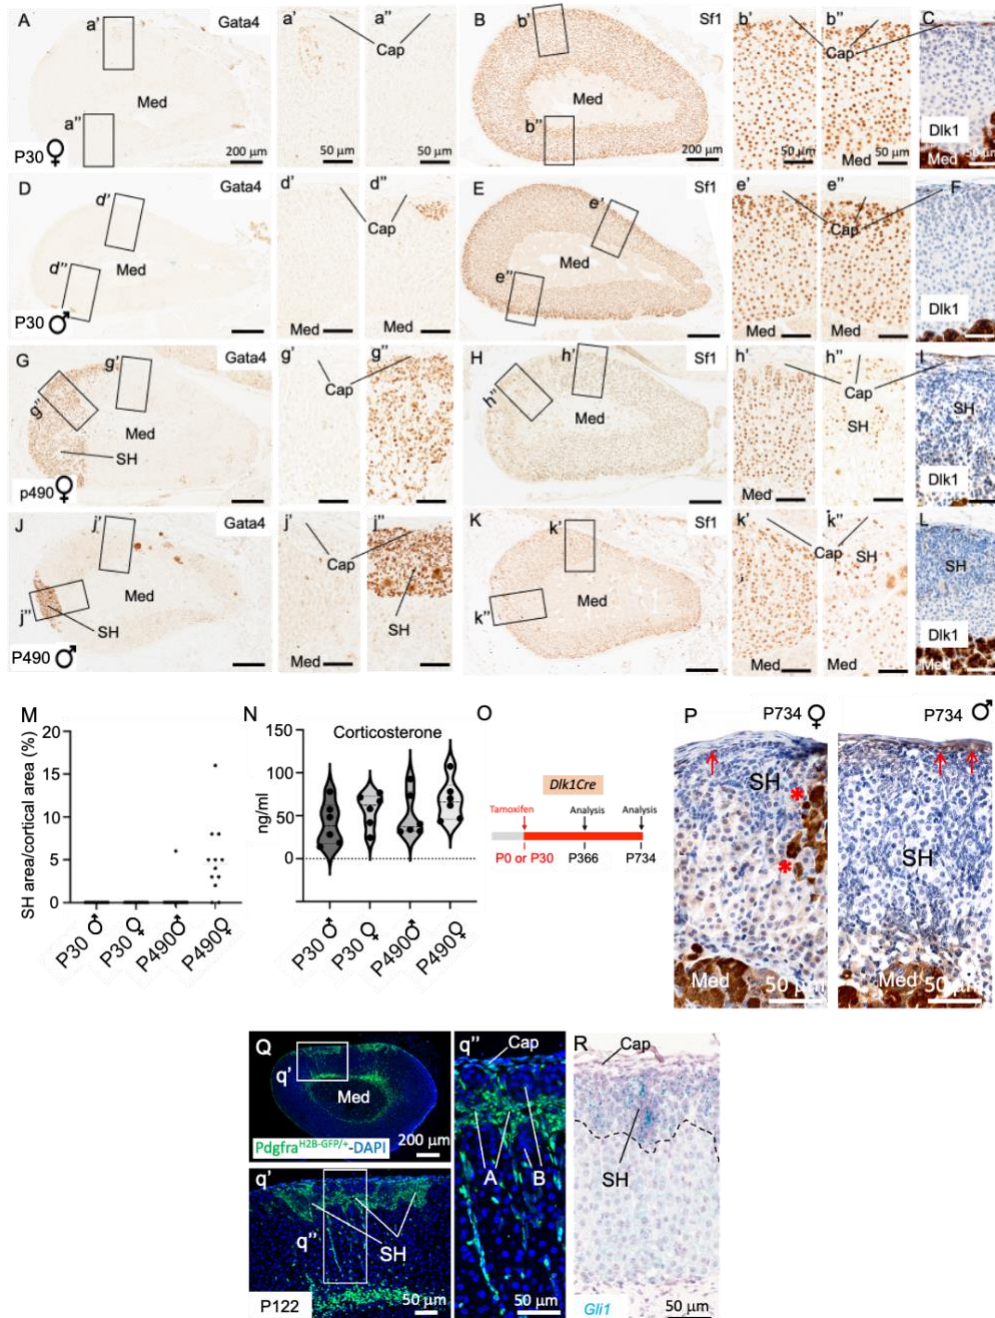 A Gata4 a' a'' B Sf1 b' b'' C
a' Cap b' Cap
Med Med
a'' b'' Dlk1
P30 ♀ 200 µm 50 µm 50 µm 200 µm 50 µm Med 50 µm Med 50 µm
D Gata4 d' d'' E Sf1 e' e'' F
d' Cap e' Cap
Med Med
d'' e'' Dlk1
P30 ♂ Med Med Med Med
G Gata4 g' g'' H Sf1 h' h'' I
g' Cap h' Cap
g'' h'' SH SH
Med Med
SH Dlk1
p490 ♀ Med
J Gata4 j' j'' K Sf1 k' k'' L
j' Cap k' Cap SH
Med SH Med SH
j'' SH k'' Dlk1
P490 ♂ Med Med Med Med
M N O P
P734 ♀ P734 ♂
Corticosterone
SH area/cortical area (%)
20
15
10
5
0
P30 ♂ P30 ♀ P490♂ P490♀
ng/ml
150
100
50
0
P30 ♂ P30 ♀ P490 ♂ P490♀
Dlk1Cre
Tamoxifen Analysis Analysis
P0 or P30 P366 P734
SH * SH
*
Med 50 µm Med 50 µm
Q q'' Cap R Cap
q'
Med B
Pdgfra^H2B-GFP/+-DAPI 200 µm
q' A B SH
q'' SH
P122 50 µm 50 µm Gli1 50 µm